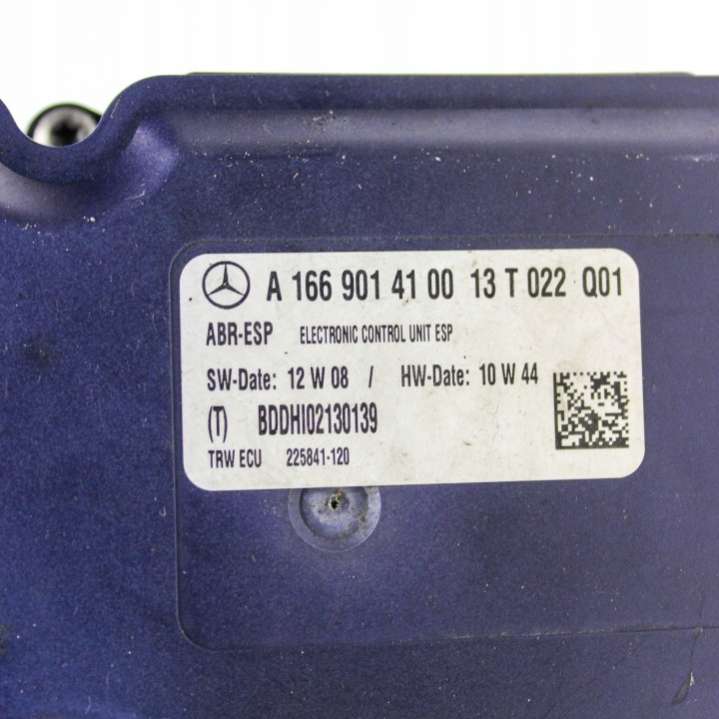 A 166 901 41 00 13 T 022 Q01
ABR-ESP ELECTRONIC CONTROL UNIT ESP
SW-Date: 12 W 08 / HW-Date: 10 W 44
(T) BDDHI02130139
TRW ECU 225841-120